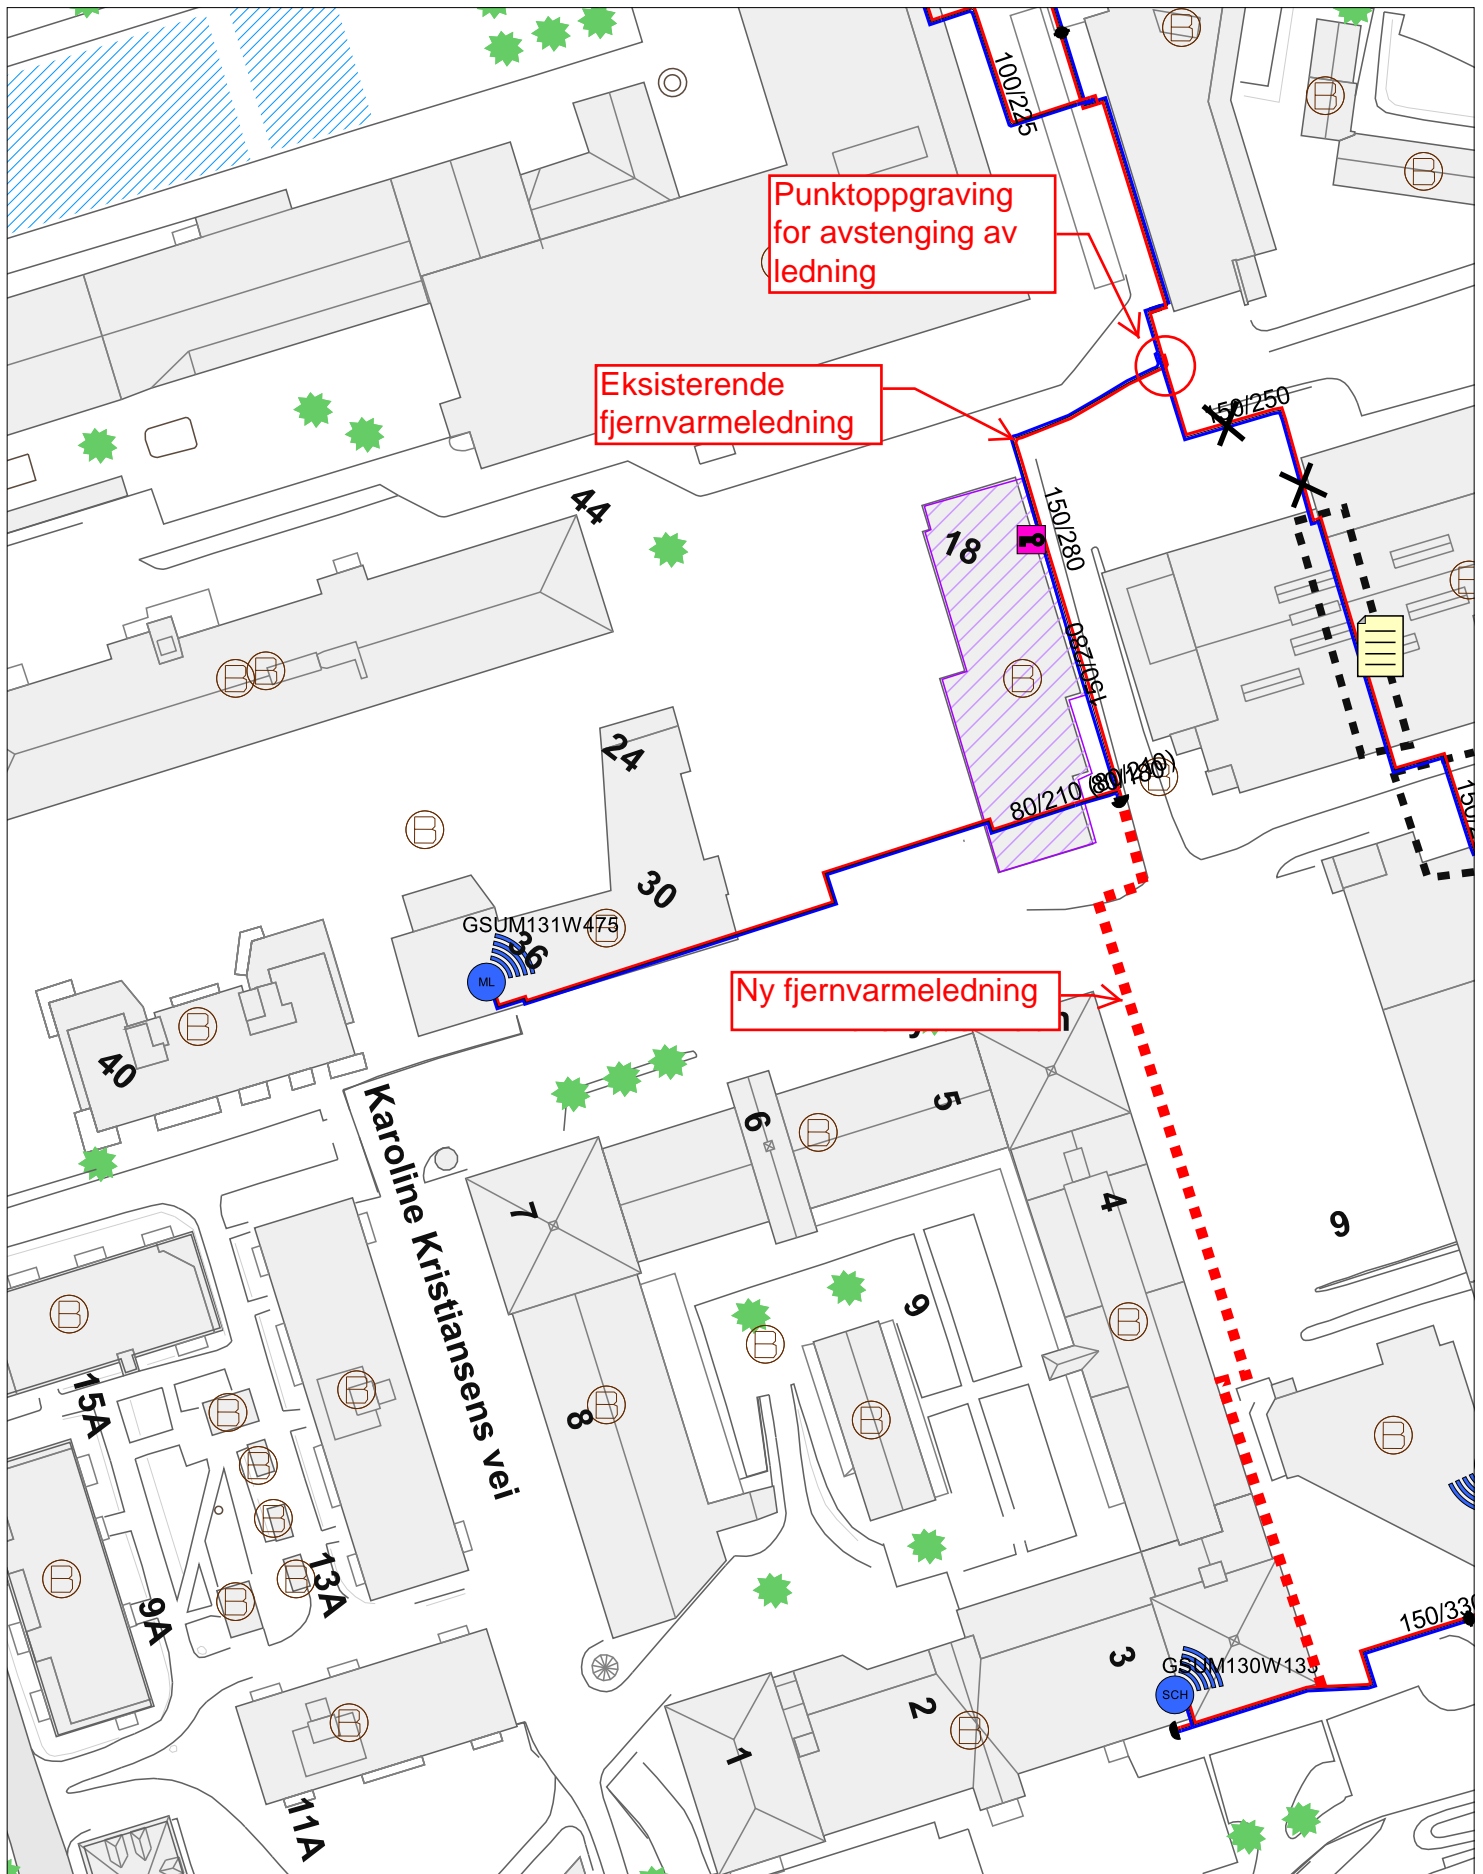 100/225
Punktoppgraving
for avstenging av
ledning
Eksisterende
fjernvarmeledning
150/250
44
18
150/280
150/280
24
80/210
30
GSUM131W475
36
ML
Ny fjernvarmeledning
40
5
6
Karoline Kristiansens vei
7
4
9
9
15A
8
13A
9A
150/330
3
GSUM130W133
SCH
2
1
11A